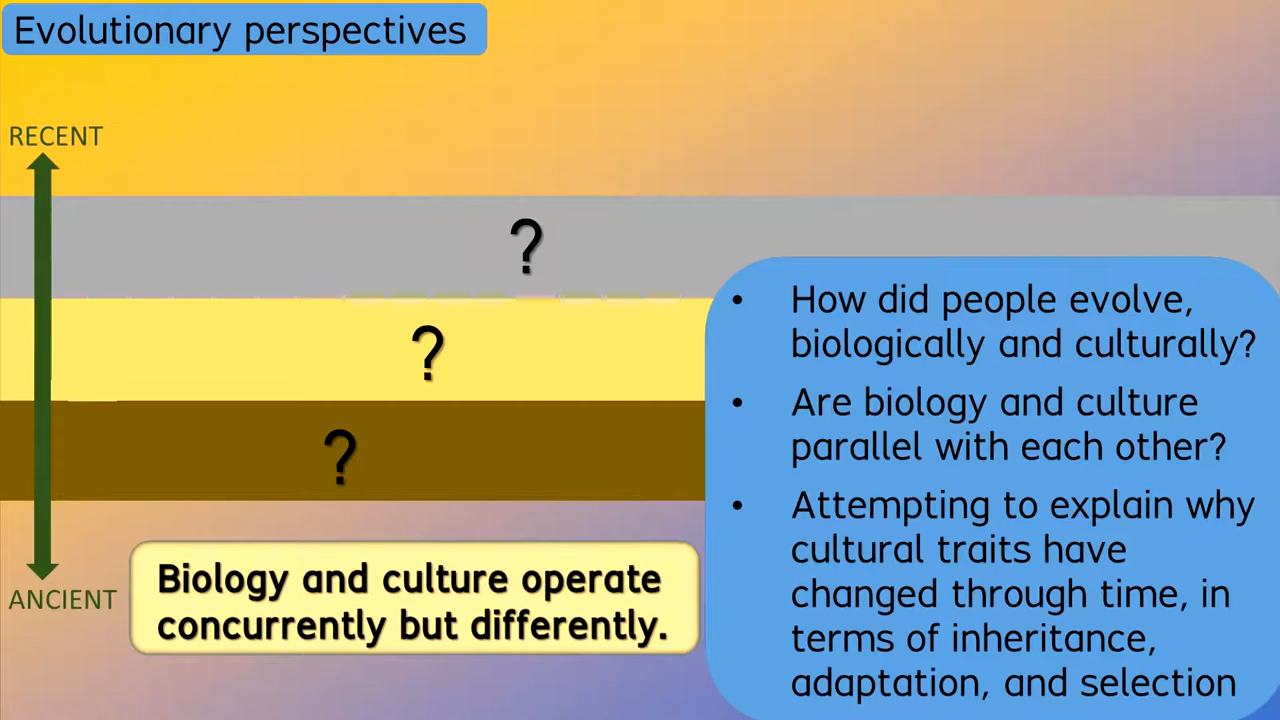 Evolutionary perspectives
RECENT
?
?
?
ANCIENT
Biology and culture operate
concurrently but differently.
• How did people evolve,
biologically and culturally?
• Are biology and culture
parallel with each other?
• Attempting to explain why
cultural traits have
changed through time, in
terms of inheritance,
adaptation, and selection